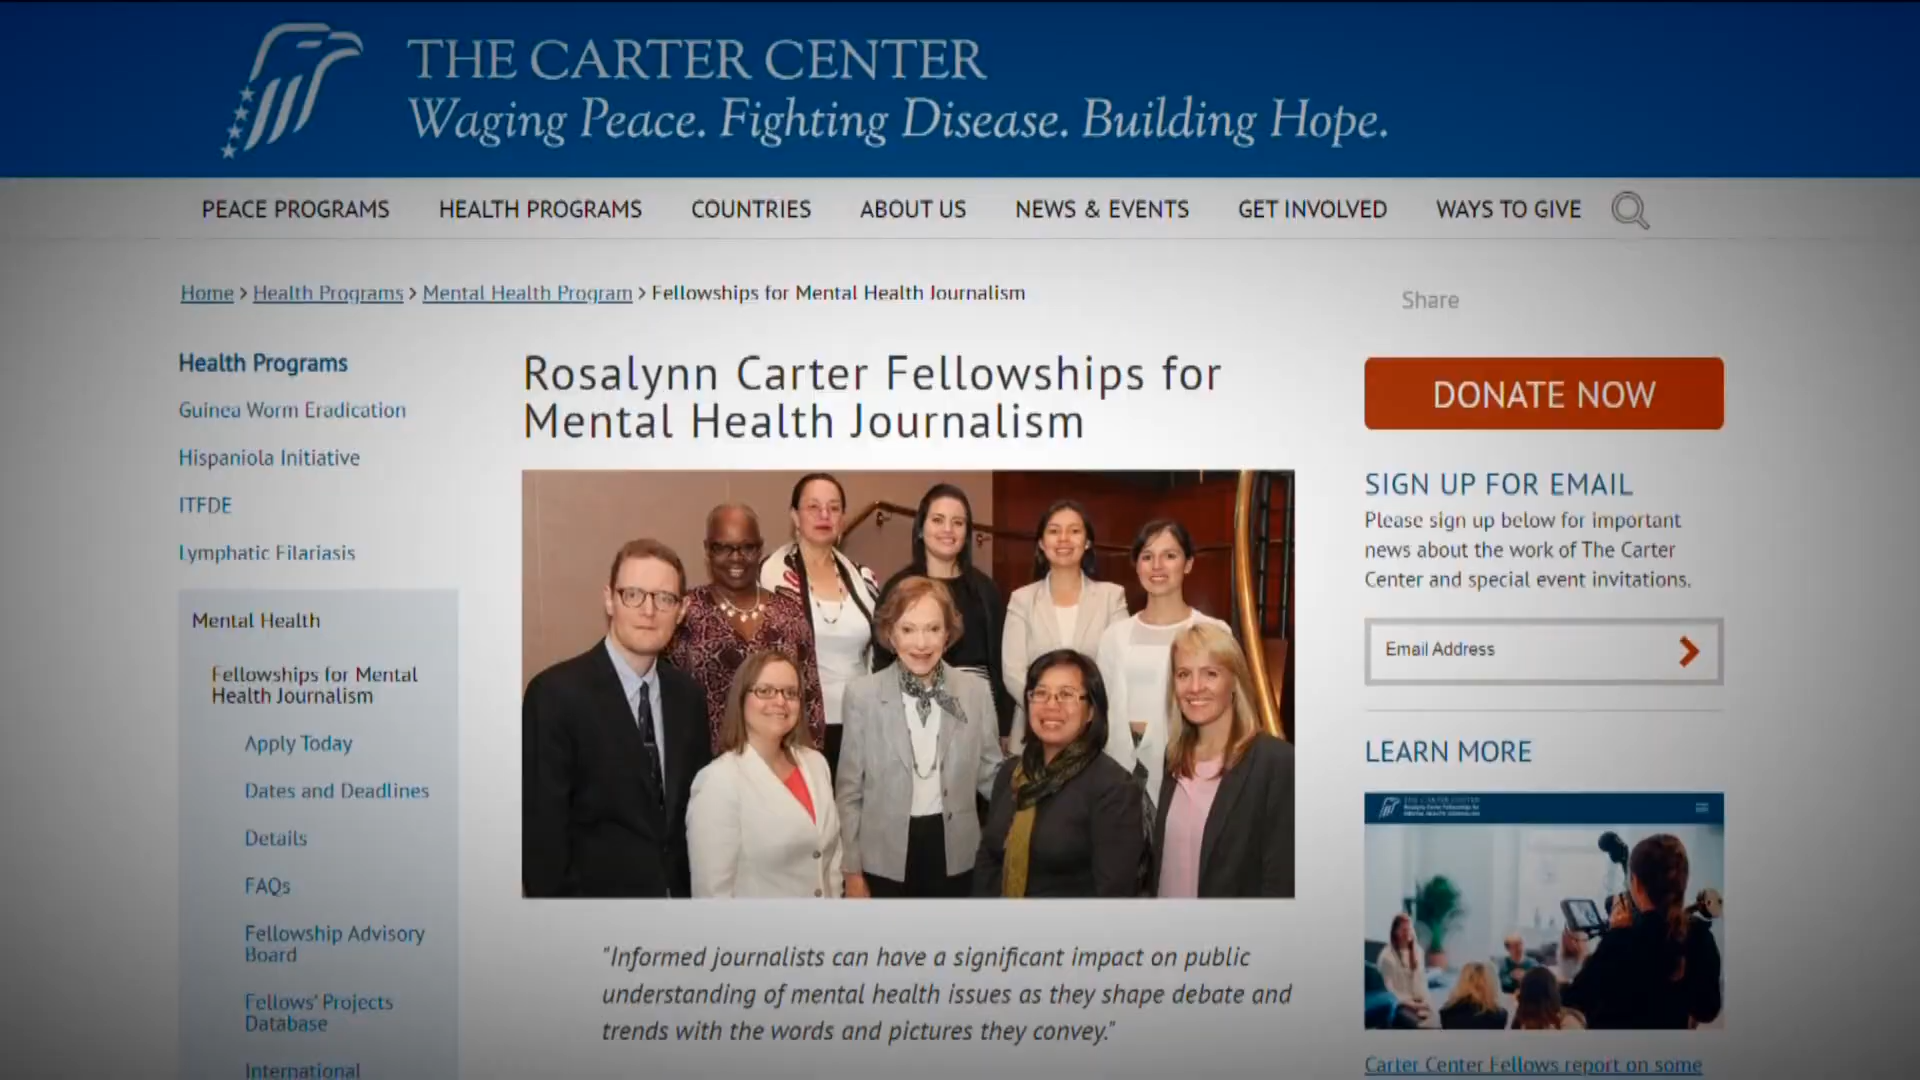 THE CARTER CENTER
Waging Peace. Fighting Disease. Building Hope.
PEACE PROGRAMS
HEALTH PROGRAMS
COUNTRIES
ABOUT US
NEWS & EVENTS
GET INVOLVED
WAYS TO GIVE
Home > Health Programs > Mental Health Program > Fellowships for Mental Health Journalism
Share
Health Programs
Guinea Worm Eradication
Hispaniola Initiative
ITFDE
Lymphatic Filariasis
Mental Health
Fellowships for Mental
Health Journalism
Apply Today
Dates and Deadlines
Details
FAQs
Fellowship Advisory
Board
Fellows' Projects
Database
International
Rosalynn Carter Fellowships for
Mental Health Journalism
"Informed journalists can have a significant impact on public
understanding of mental health issues as they shape debate and
trends with the words and pictures they convey."
DONATE NOW
SIGN UP FOR EMAIL
Please sign up below for important
news about the work of The Carter
Center and special event invitations.
Email Address
LEARN MORE
THE CARTER CENTER
Rosalynn Carter Fellowships for
MENTAL HEALTH JOURNALISM
Carter Center Fellows report on some